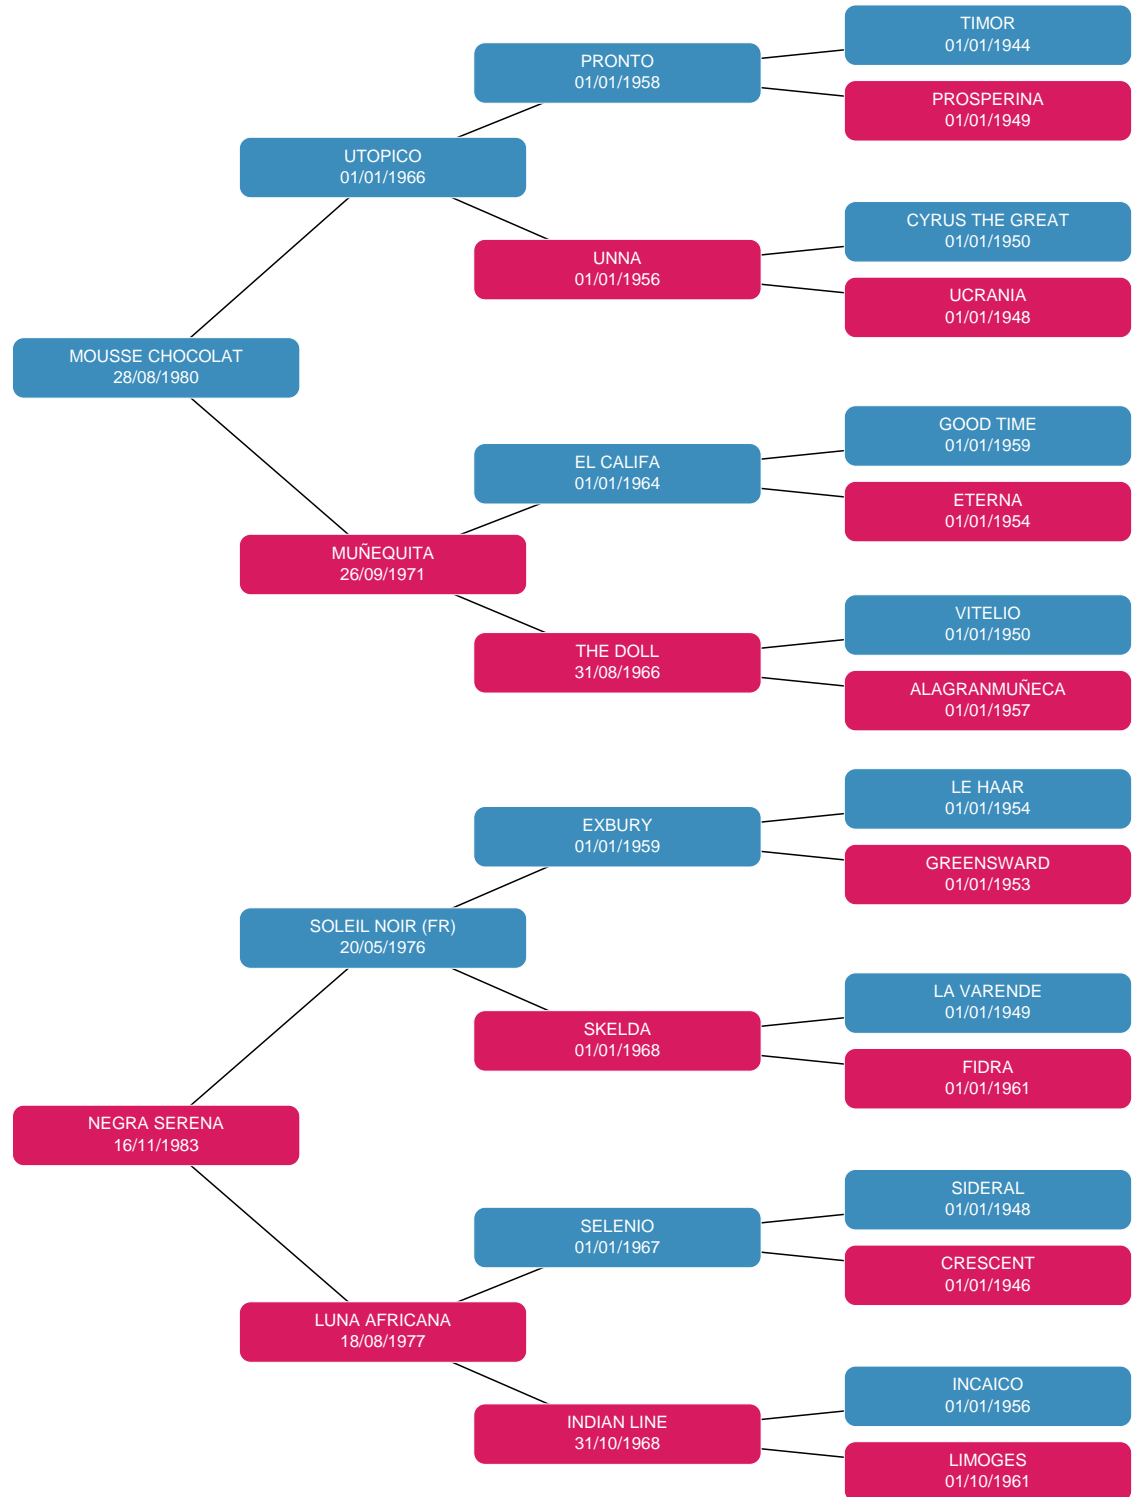 TIMOR
01/01/1944
PRONTO
01/01/1958
PROSPERINA
01/01/1949
UTOPICO
01/01/1966
CYRUS THE GREAT
01/01/1950
UNNA
01/01/1956
UCRANIA
01/01/1948
MOUSSE CHOCOLAT
28/08/1980
GOOD TIME
01/01/1959
EL CALIFA
01/01/1964
ETERNA
01/01/1954
MUÑEQUITA
26/09/1971
VITELIO
01/01/1950
THE DOLL
31/08/1966
ALAGRANMUÑECA
01/01/1957
LE HAAR
01/01/1954
EXBURY
01/01/1959
GREENSWARD
01/01/1953
SOLEIL NOIR (FR)
20/05/1976
LA VARENDE
01/01/1949
SKELDA
01/01/1968
FIDRA
01/01/1961
NEGRA SERENA
16/11/1983
SIDERAL
01/01/1948
SELENIO
01/01/1967
CRESCENT
01/01/1946
LUNA AFRICANA
18/08/1977
INCAICO
01/01/1956
INDIAN LINE
31/10/1968
LIMOGES
01/10/1961